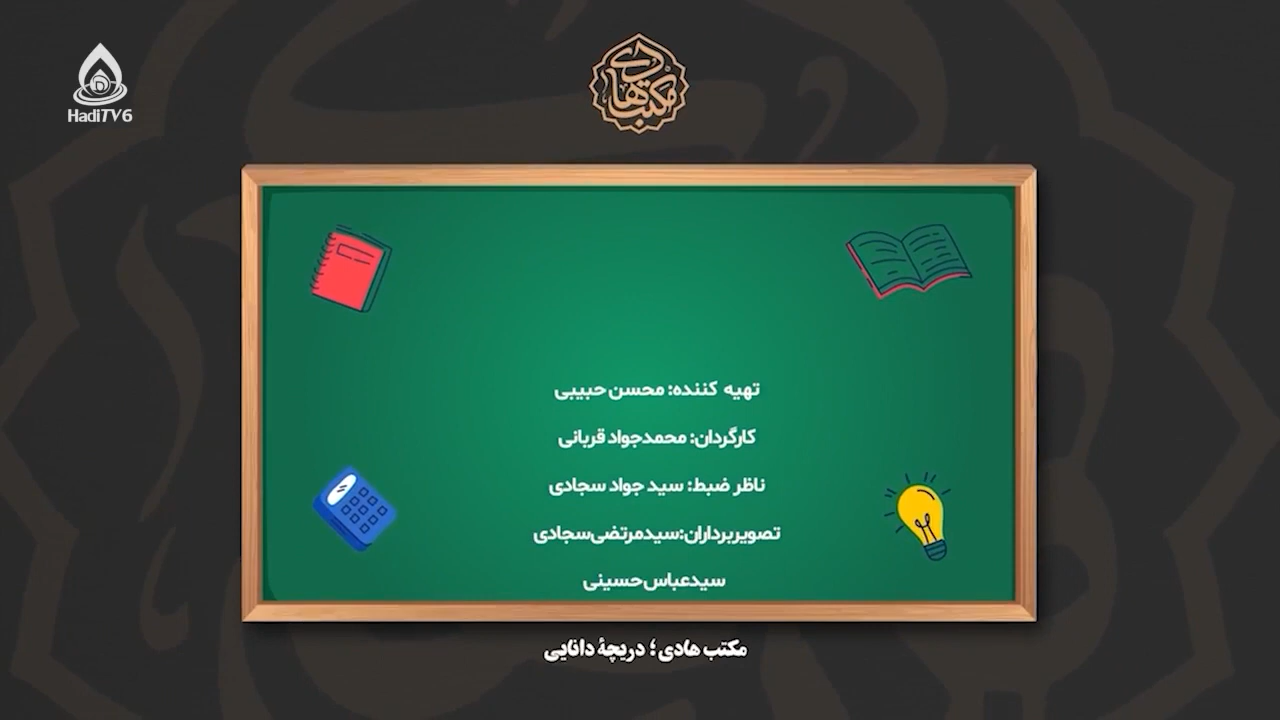 مکتب هادی
HadiTV6
تهیه کننده: محسن حبیبی
کارگردان: محمدجواد قربانی
ناظر ضبط: سید جواد سجادی
تصویربرداران:سیدمرتضی‌سجادی
سیدعباس‌حسینی
مکتب هادی؛ دریچهٔ دانایی